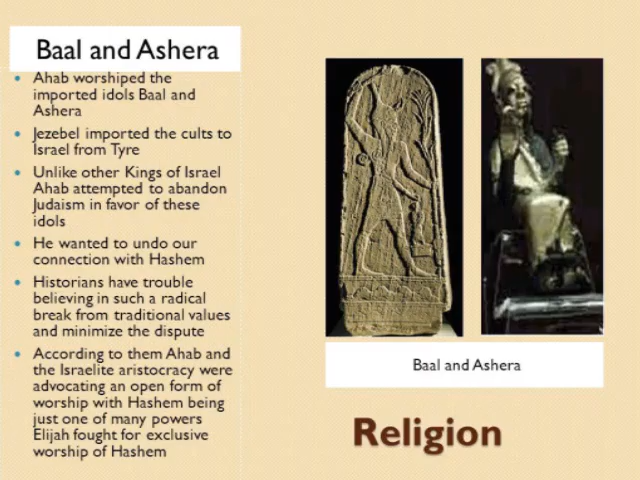 Baal and Ashera
Ahab worshiped the
imported idols Baal and
Ashera
Jezebel imported the cults to
Israel from Tyre
Unlike other Kings of Israel
Ahab attempted to abandon
Judaism in favor of these
idols
He wanted to undo our
connection with Hashem
Historians have trouble
believing in such a radical
break from traditional values
and minimize the dispute
According to them Ahab and
the Israelite aristocracy were
advocating an open form of
worship with Hashem being
just one of many powers
Elijah fought for exclusive
worship of Hashem
Baal and Ashera
Religion